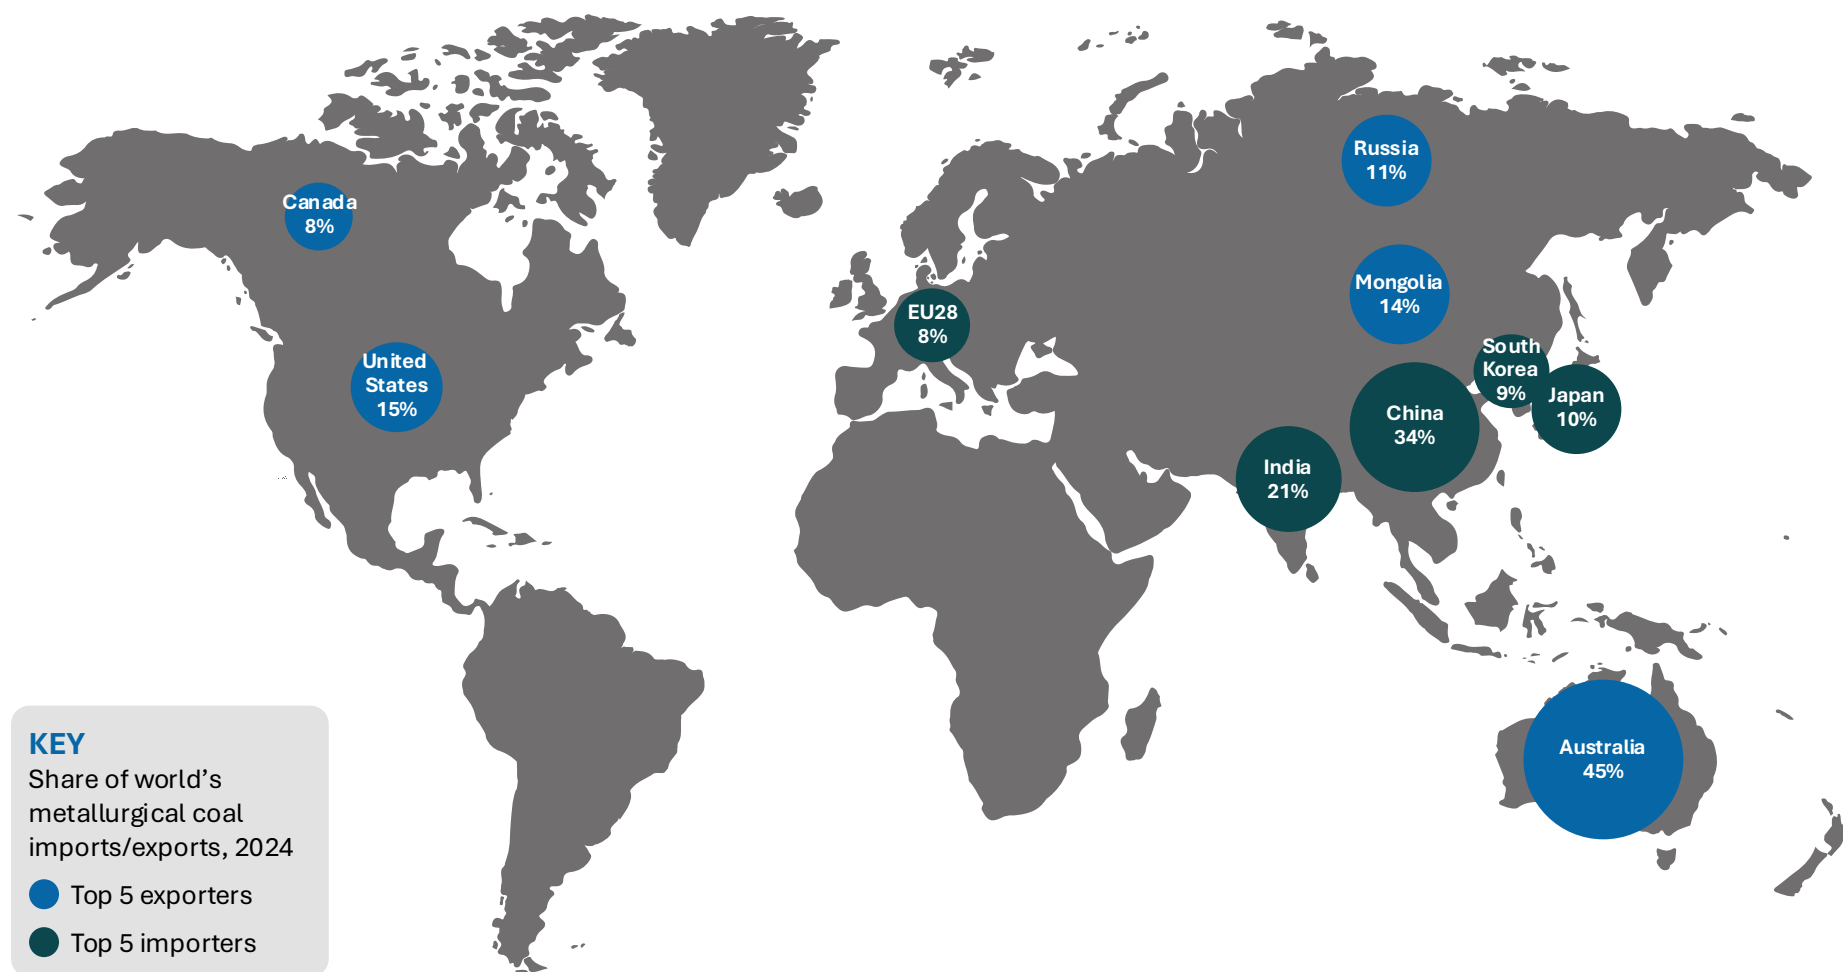 Russia
11%
Canada
8%
Mongolia
14%
EU28
8%
South
Korea
9%
United
States
15%
Japan
10%
China
34%
India
21%
Australia
45%
KEY
Share of world's
metallurgical coal
imports/exports, 2024
Top 5 exporters
Top 5 importers